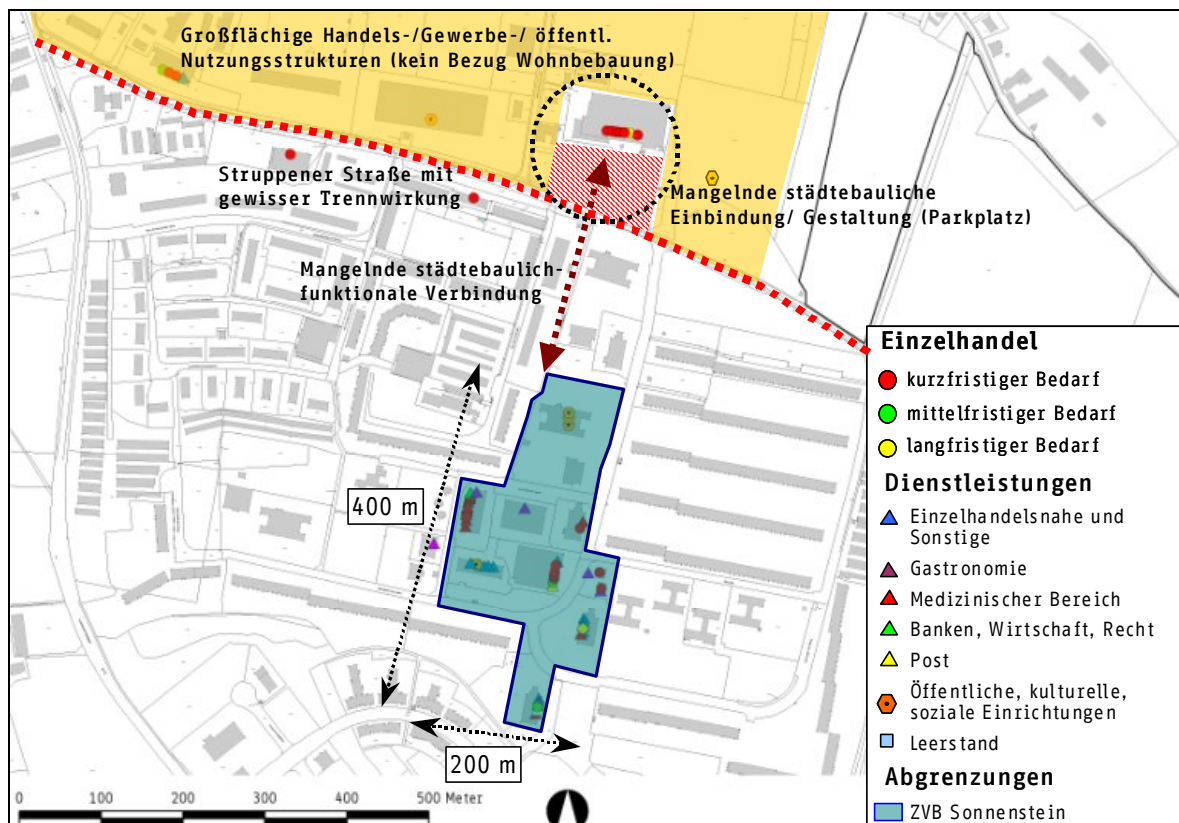 Großflächige Handels-/Gewerbe-/ öffentl.
Nutzungsstrukturen (kein Bezug Wohnbebauung)
Struppener Straße mit
gewisser Trennwirkung
Mangelnde städtebauliche
Einbindung/ Gestaltung (Parkplatz)
Mangelnde städtebaulich-
funktionale Verbindung
400 m
200 m
0 100 200 300 400 500 Meter
Einzelhandel
kurzfristiger Bedarf
mittelfristiger Bedarf
langfristiger Bedarf
Dienstleistungen
Einzelhandelsnahe und
Sonstige
Gastronomie
Medizinischer Bereich
Banken, Wirtschaft, Recht
Post
Öffentliche, kulturelle,
soziale Einrichtungen
Leerstand
Abgrenzungen
ZVB Sonnenstein